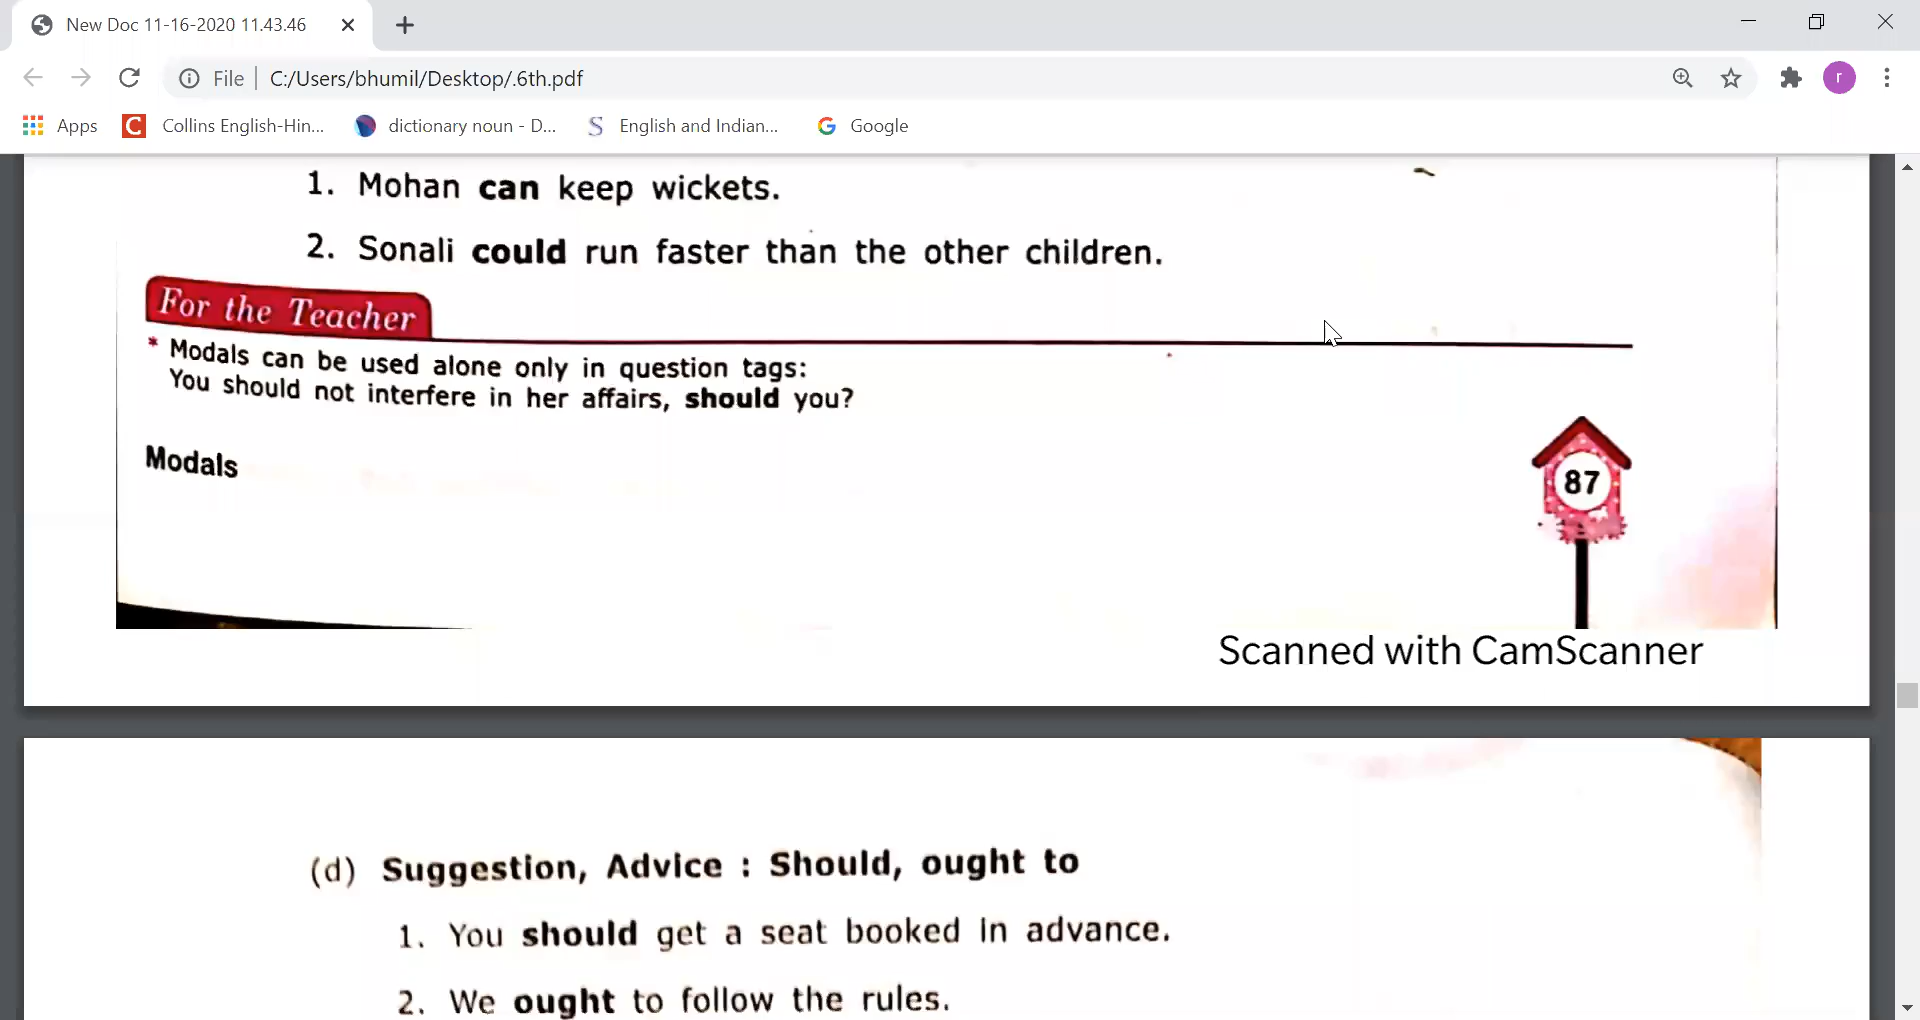 New Doc 11-16-2020 11.43.46
File C:/Users/bhumil/Desktop/.6th.pdf
r
Apps Collins English-Hin... dictionary noun - D... English and Indian... Google
1. Mohan can keep wickets.
2. Sonali could run faster than the other children.
For the Teacher
* Modals can be used alone only in question tags:
You should not interfere in her affairs, should you?
Modals
87
Scanned with CamScanner
(d) Suggestion, Advice : Should, ought to
1. You should get a seat booked in advance.
2. We ought to follow the rules.